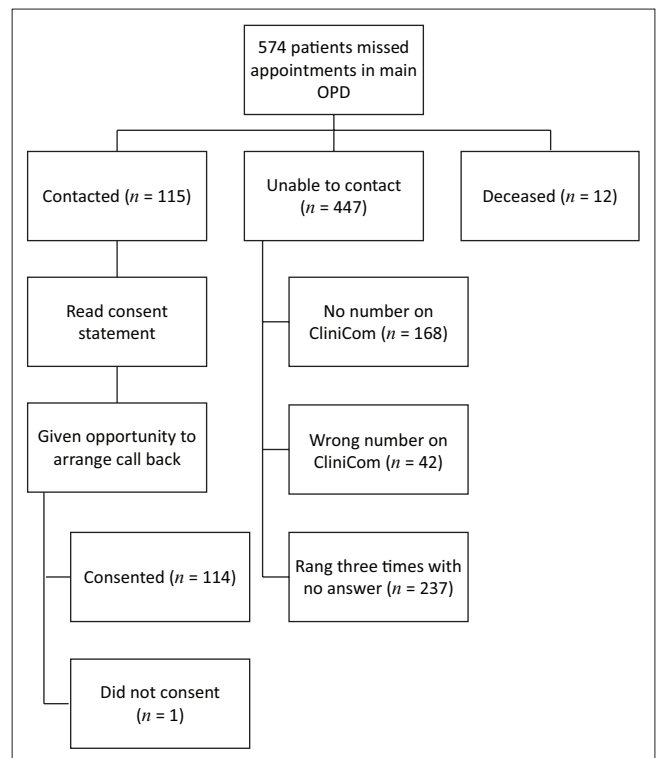 574 patients missed
appointments in main
OPD
Contacted (n = 115)
Unable to contact
(n = 447)
Deceased (n = 12)
Read consent
statement
No number on
CliniCom (n = 168)
Given opportunity to
arrange call back
Wrong number on
CliniCom (n = 42)
Consented (n = 114)
Rang three times with
no answer (n = 237)
Did not consent
(n = 1)